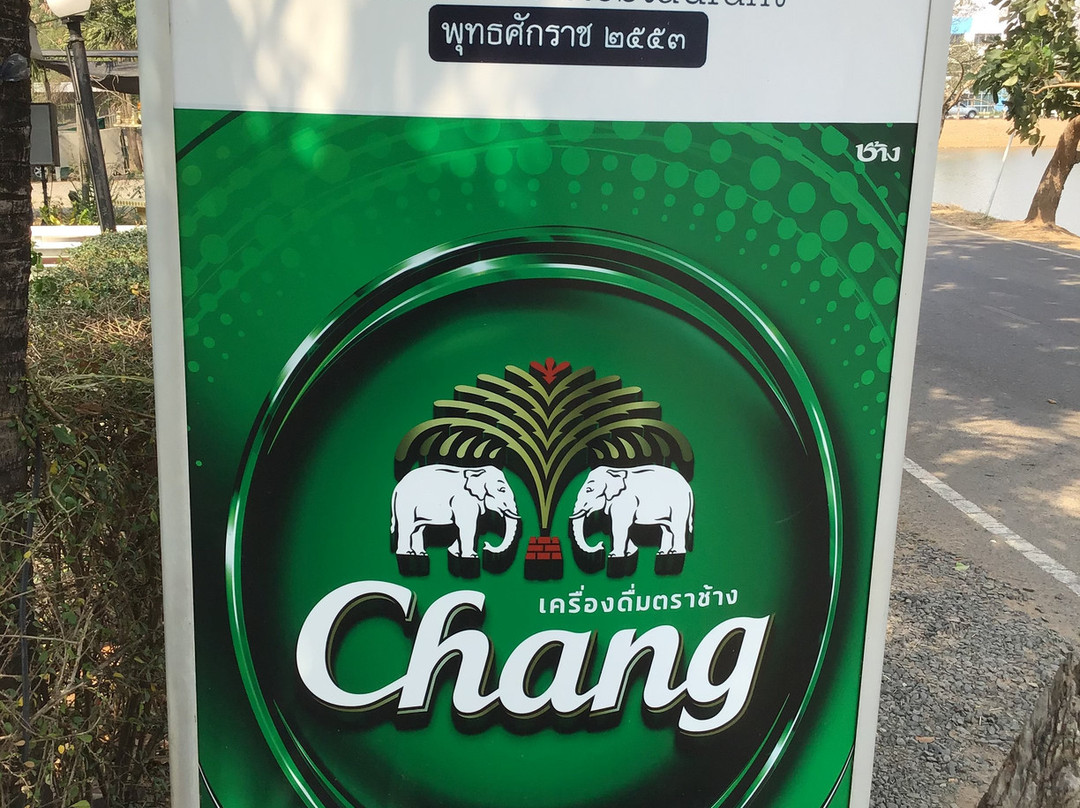 พุทธศักราช ๒๕๕๓
ช้าง
เครื่องดื่มตราช้าง
Chang